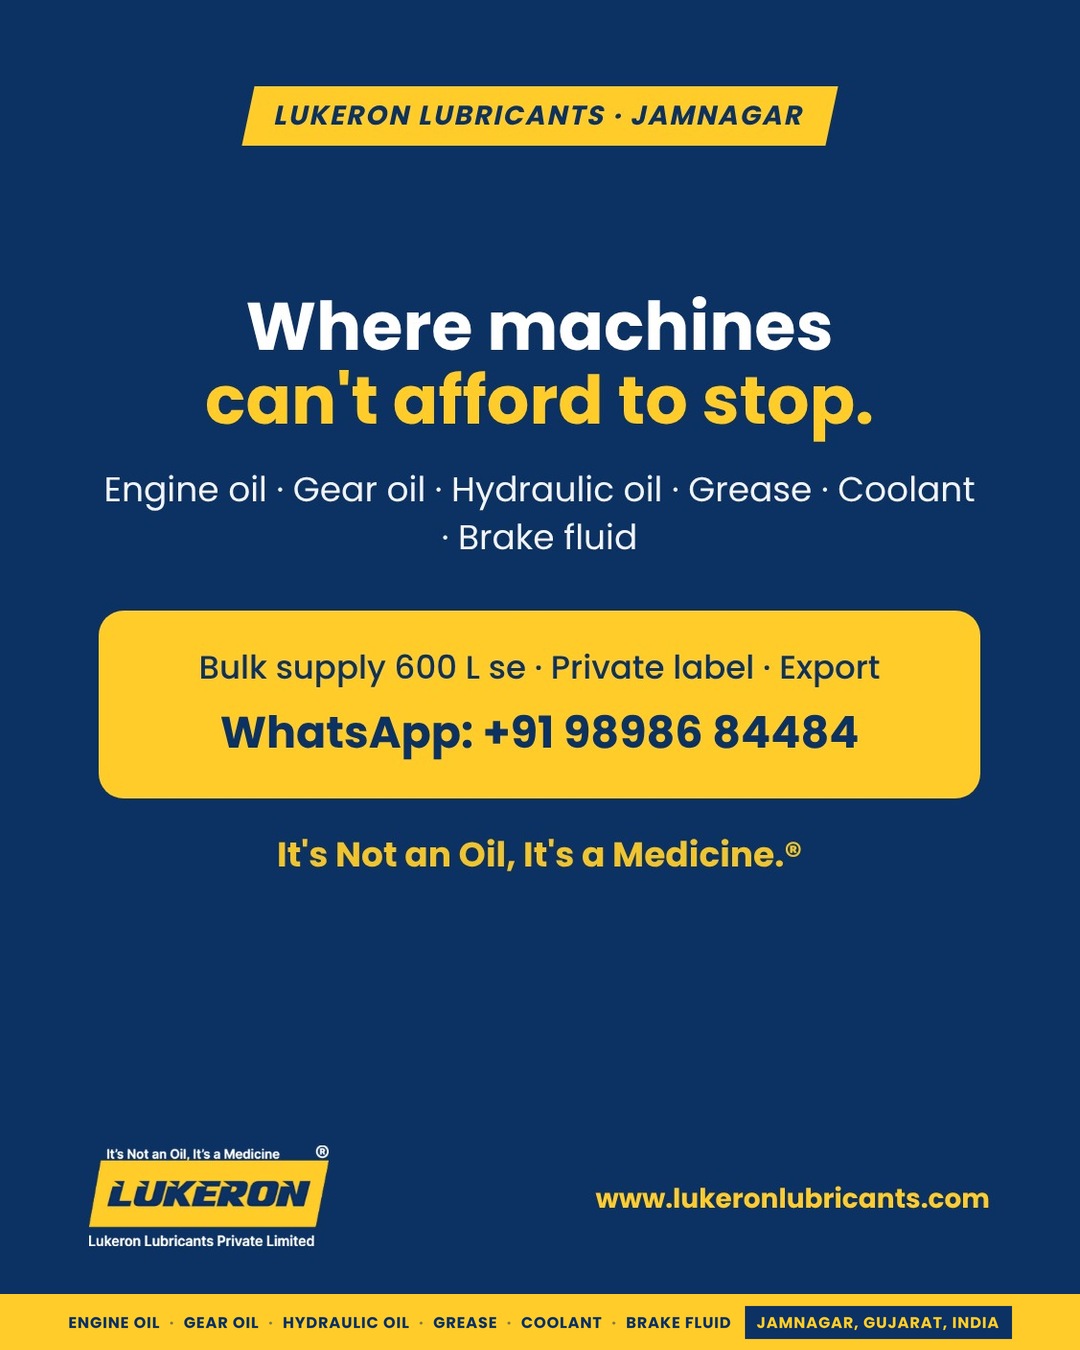 LUKERON LUBRICANTS · JAMNAGAR
Where machines
can't afford to stop.
Engine oil · Gear oil · Hydraulic oil · Grease · Coolant
· Brake fluid
Bulk supply 600 L se · Private label · Export
WhatsApp: +91 98986 84484
It's Not an Oil, It's a Medicine.®
It's Not an Oil, It's a Medicine ®
LUKERON
Lukeron Lubricants Private Limited
www.lukeronlubricants.com
ENGINE OIL · GEAR OIL · HYDRAULIC OIL · GREASE · COOLANT · BRAKE FLUID JAMNAGAR, GUJARAT, INDIA